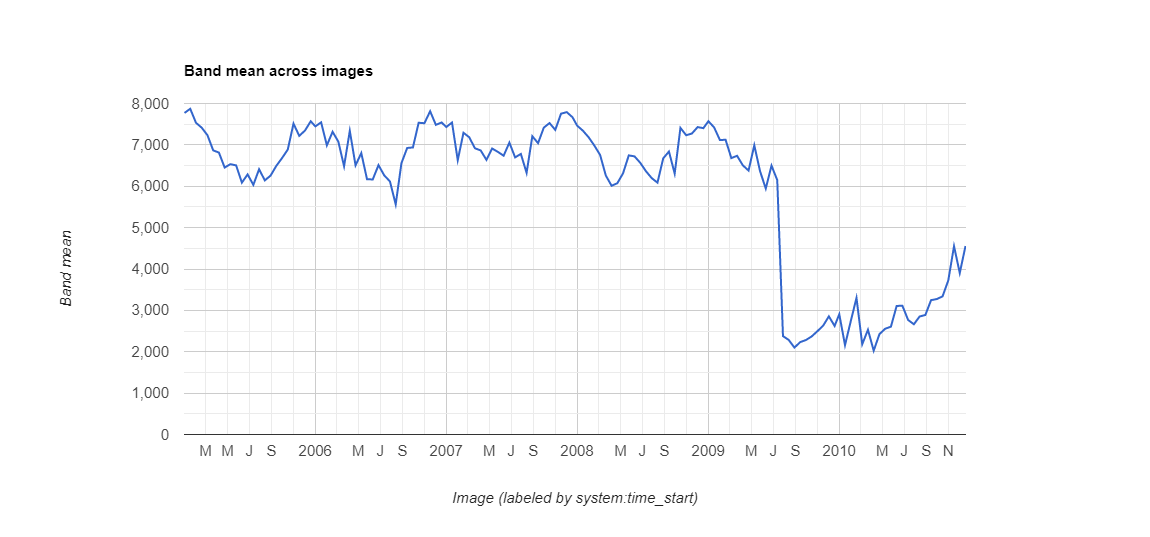 Band mean across images
8,000
7,000
6,000
5,000
4,000
3,000
2,000
1,000
0
Band mean
M M J S 2006 M J S 2007 M J S 2008 M J S 2009 M J S 2010 M J S N
Image (labeled by system:time_start)